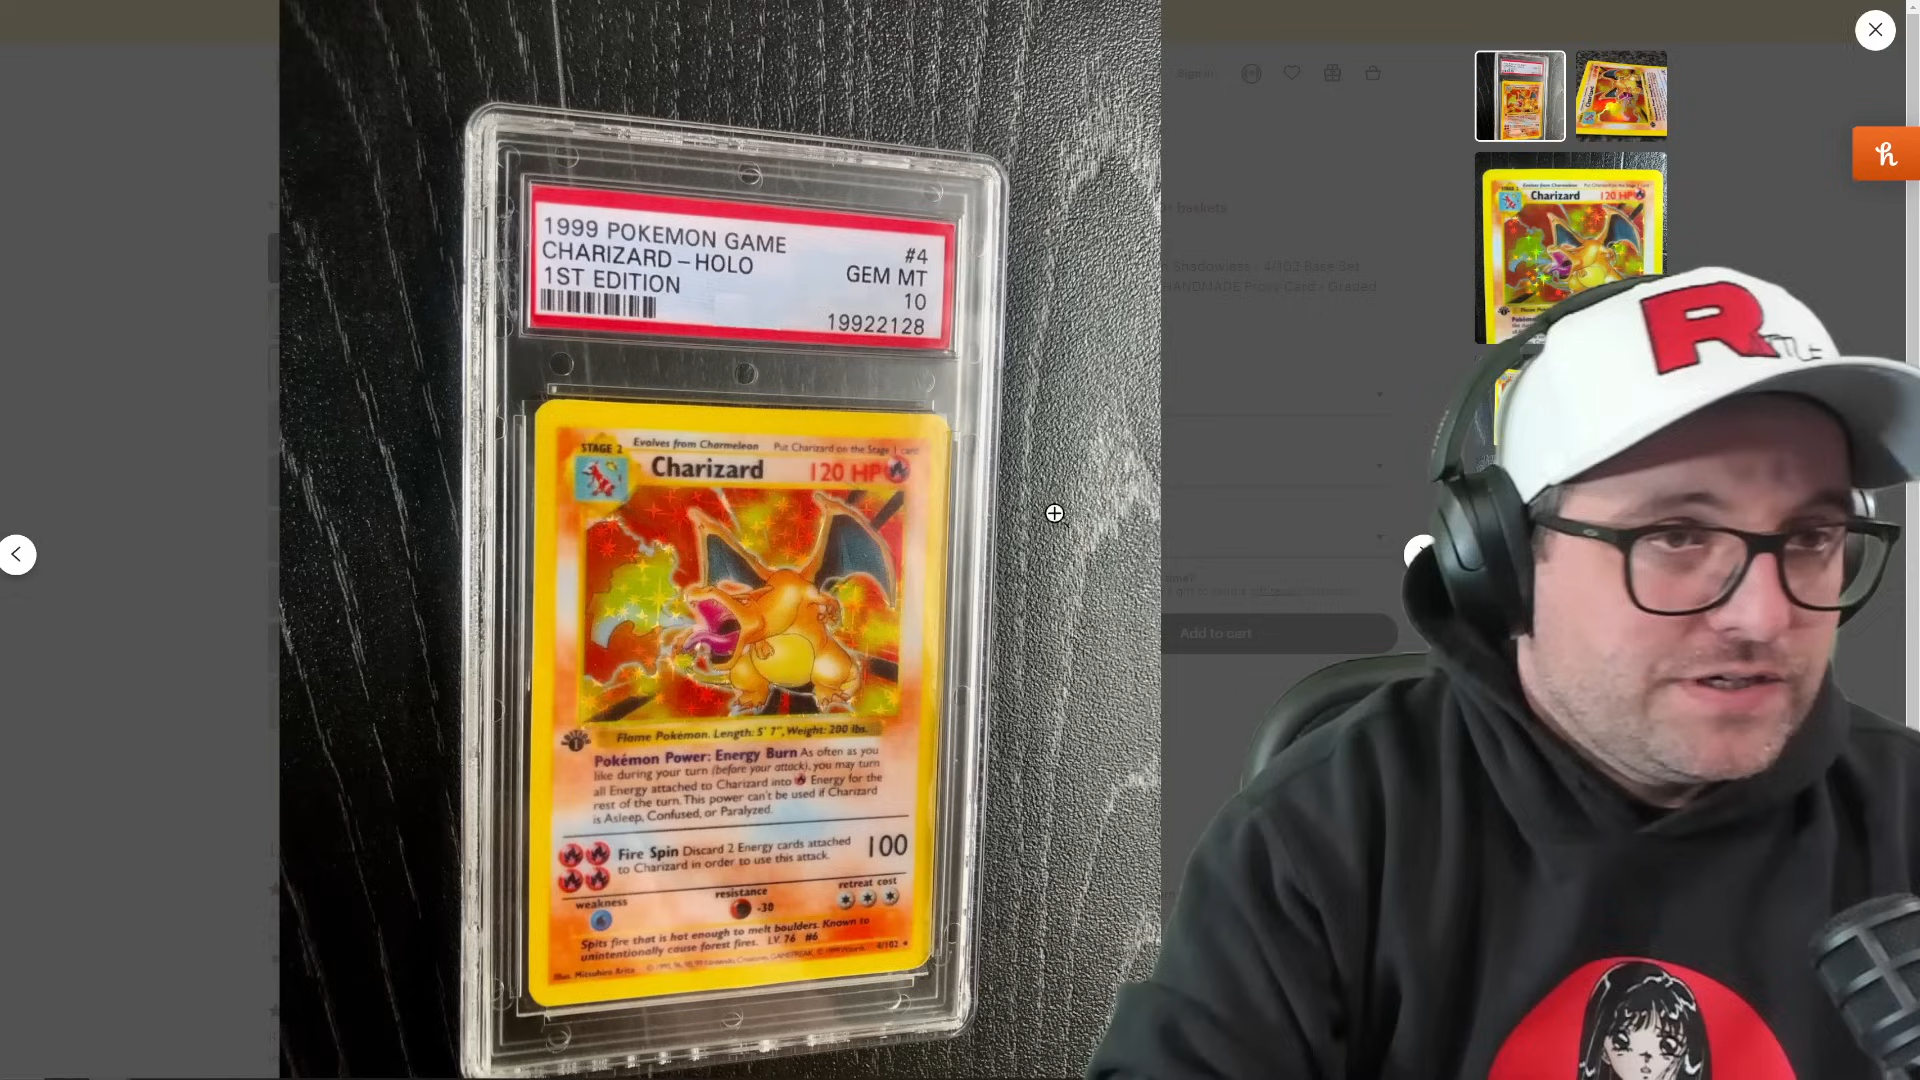 Sign in
baskets
Shadowless - 4/102 Base Set
HANDMADE Proxy Card - Graded
Add to cart
1999 POKEMON GAME #4
CHARIZARD-HOLO GEM MT
1ST EDITION 10
19922128
STAGE 2 Evolves from Charmeleon Put Charizard on the Stage 1 card
Charizard 120 HP
Flame Pokémon. Length: 5' 7", Weight: 200 lbs.
Pokémon Power: Energy Burn As often as you
like during your turn (before your attack), you may turn
all Energy attached to Charizard into Energy for the
rest of the turn. This power can't be used if Charizard
is Asleep, Confused, or Paralyzed.
Fire Spin Discard 2 Energy cards attached 100
to Charizard in order to use this attack.
weakness resistance retreat cost
-30
Spits fire that is hot enough to melt boulders. Known to
unintentionally cause forest fires. LV. 76 #6
Illus. Mitsuhiro Arita 4/102
Charizard 120 HP
R